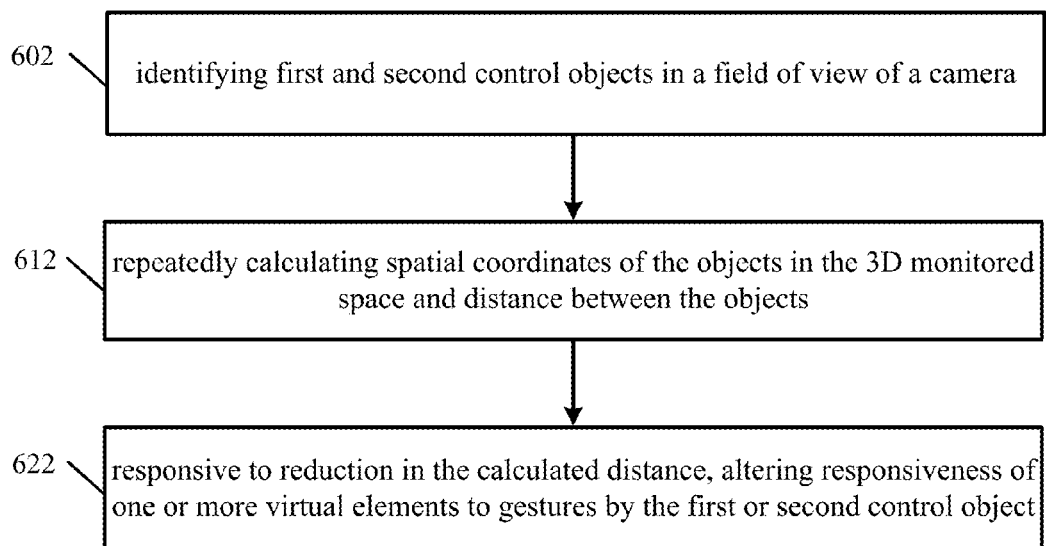 602
identifying first and second control objects in a field of view of a camera
612
repeatedly calculating spatial coordinates of the objects in the 3D monitored
space and distance between the objects
622
responsive to reduction in the calculated distance, altering responsiveness of
one or more virtual elements to gestures by the first or second control object